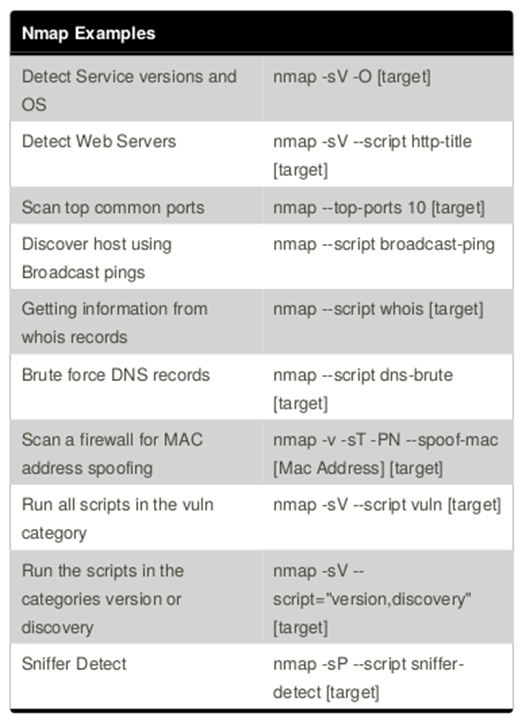 Nmap Examples
Detect Service versions and
OS
nmap -sV -O [target]
Detect Web Servers
nmap -sV --script http-title
[target]
Scan top common ports
nmap --top-ports 10 [target]
Discover host using
Broadcast pings
nmap --script broadcast-ping
Getting information from
whois records
nmap --script whois [target]
Brute force DNS records
nmap --script dns-brute
[target]
Scan a firewall for MAC
address spoofing
nmap -v -sT -PN --spoof-mac
[Mac Address] [target]
Run all scripts in the vuln
category
nmap -sV --script vuln [target]
Run the scripts in the
categories version or
discovery
nmap -sV --
script="version,discovery"
[target]
Sniffer Detect
nmap -sP --script sniffer-
detect [target]